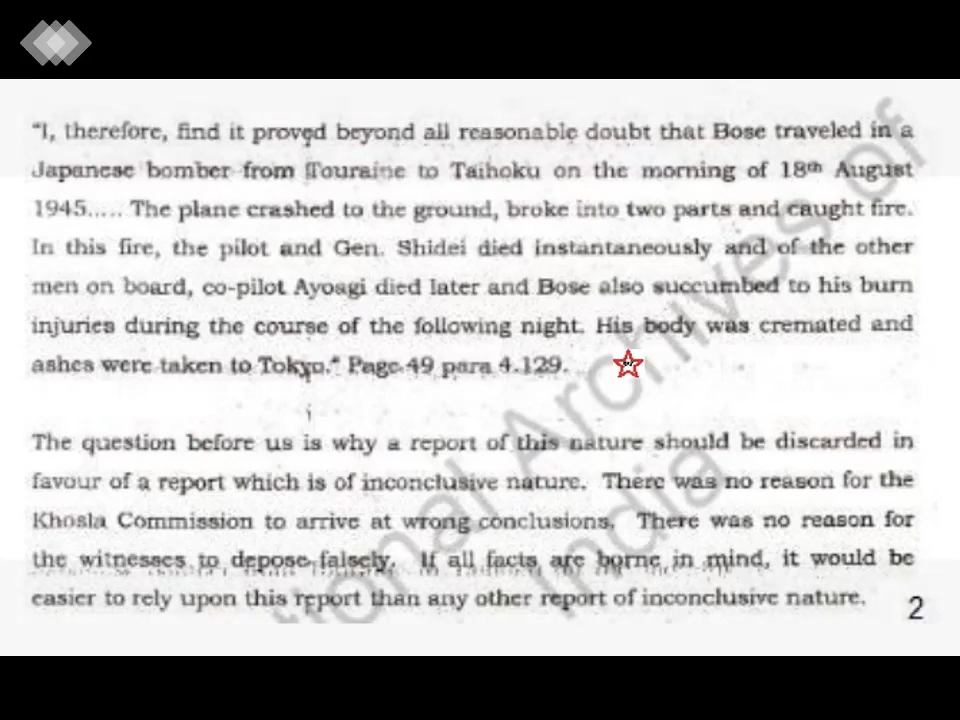 "I, therefore, find it proved beyond all reasonable doubt that Bose traveled in a
Japanese bomber from Touraine to Taihoku on the morning of 18th August
1945..... The plane crashed to the ground, broke into two parts and caught fire.
In this fire, the pilot and Gen. Shidei died instantaneously and of the other
men on board, co-pilot Ayoagi died later and Bose also succumbed to his burn
injuries during the course of the following night. His body was cremated and
ashes were taken to Tokyo." Page 49 para 4.129.
The question before us is why a report of this nature should be discarded in
favour of a report which is of inconclusive nature. There was no reason for the
Khosla Commission to arrive at wrong conclusions. There was no reason for
the witnesses to depose falsely. If all facts are borne in mind, it would be
easier to rely upon this report than any other report of inconclusive nature.
2
onal Archives of
India